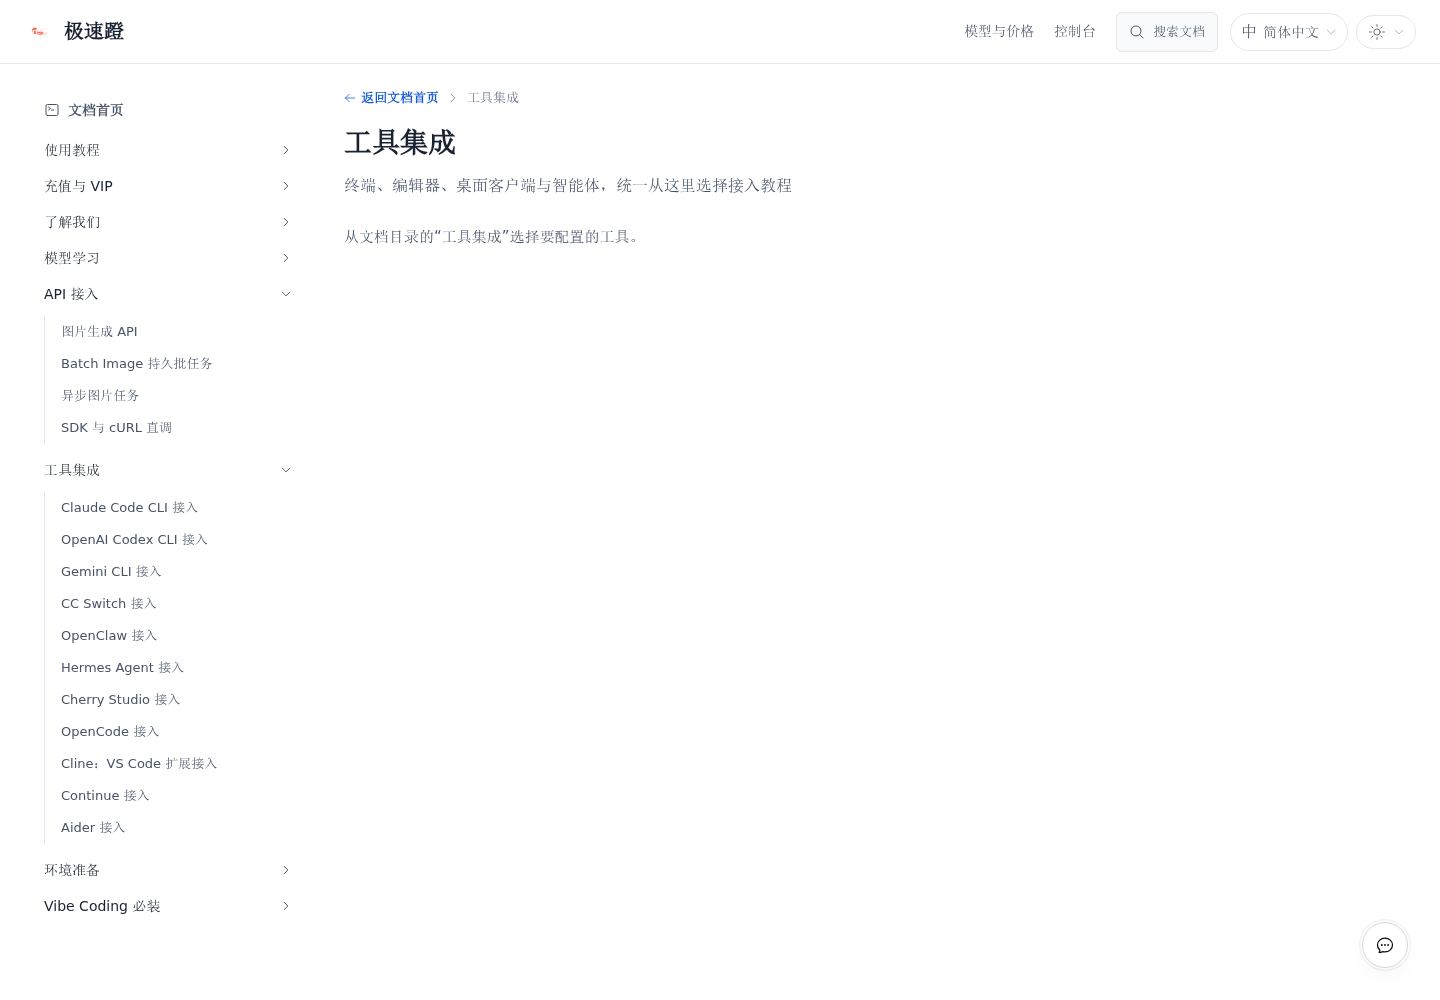 极速蹬
模型与价格
控制台
搜索文档
中 简体中文
文档首页
使用教程
充值与 VIP
了解我们
模型学习
API 接入
图片生成 API
Batch Image 持久批任务
异步图片任务
SDK 与 cURL 直调
工具集成
Claude Code CLI 接入
OpenAI Codex CLI 接入
Gemini CLI 接入
CC Switch 接入
OpenClaw 接入
Hermes Agent 接入
Cherry Studio 接入
OpenCode 接入
Cline：VS Code 扩展接入
Continue 接入
Aider 接入
环境准备
Vibe Coding 必装
返回文档首页
工具集成
工具集成
终端、编辑器、桌面客户端与智能体，统一从这里选择接入教程
从文档目录的“工具集成”选择要配置的工具。